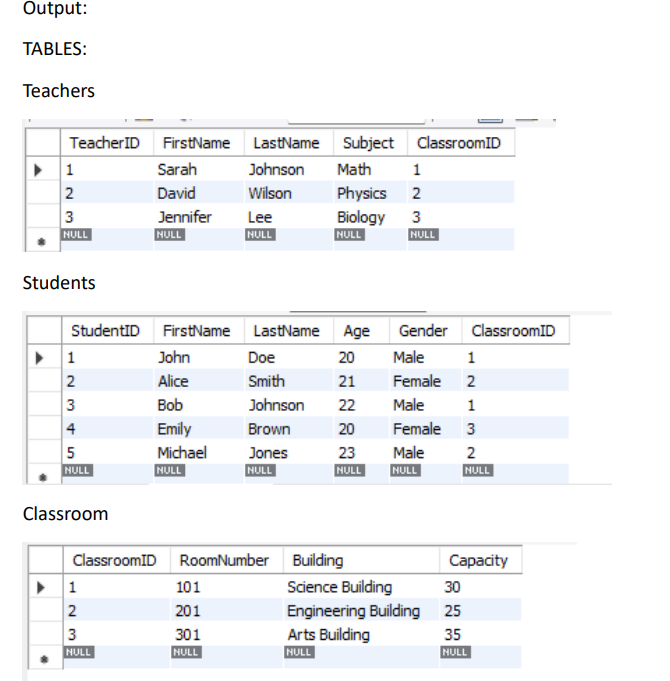 Output:
TABLES:
Teachers
TeacherID FirstName LastName Subject ClassroomID
1 Sarah Johnson Math 1
2 David Wilson Physics 2
3 Jennifer Lee Biology 3
NULL NULL NULL NULL NULL
Students
StudentID FirstName LastName Age Gender ClassroomID
1 John Doe 20 Male 1
2 Alice Smith 21 Female 2
3 Bob Johnson 22 Male 1
4 Emily Brown 20 Female 3
5 Michael Jones 23 Male 2
NULL NULL NULL NULL NULL NULL
Classroom
ClassroomID RoomNumber Building Capacity
1 101 Science Building 30
2 201 Engineering Building 25
3 301 Arts Building 35
NULL NULL NULL NULL